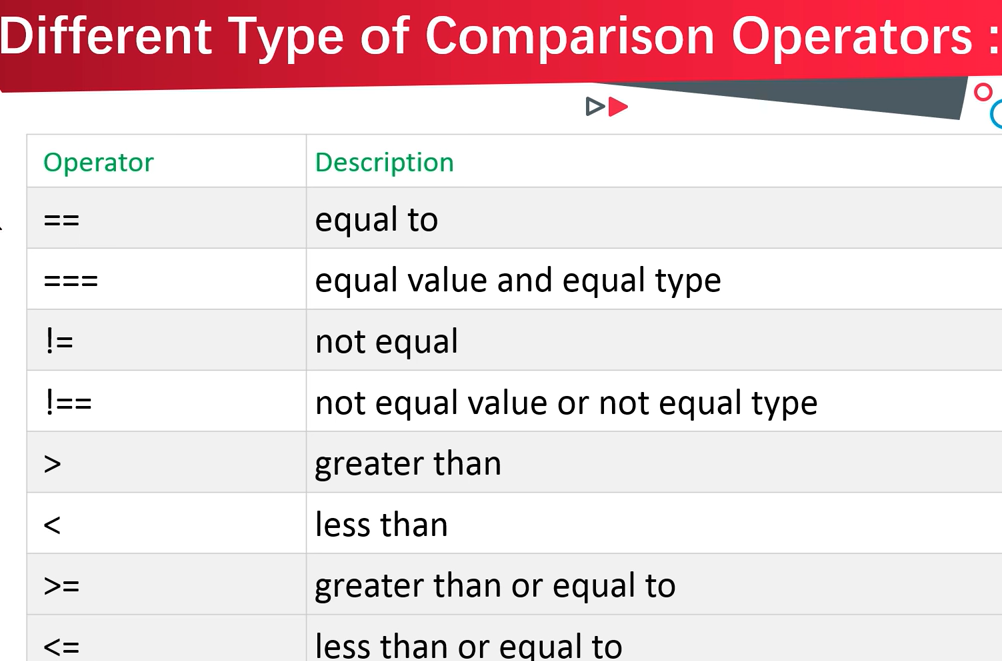 Different Type of Comparison Operators :
Operator Description
== equal to
=== equal value and equal type
!= not equal
!== not equal value or not equal type
> greater than
< less than
>= greater than or equal to
<= less than or equal to